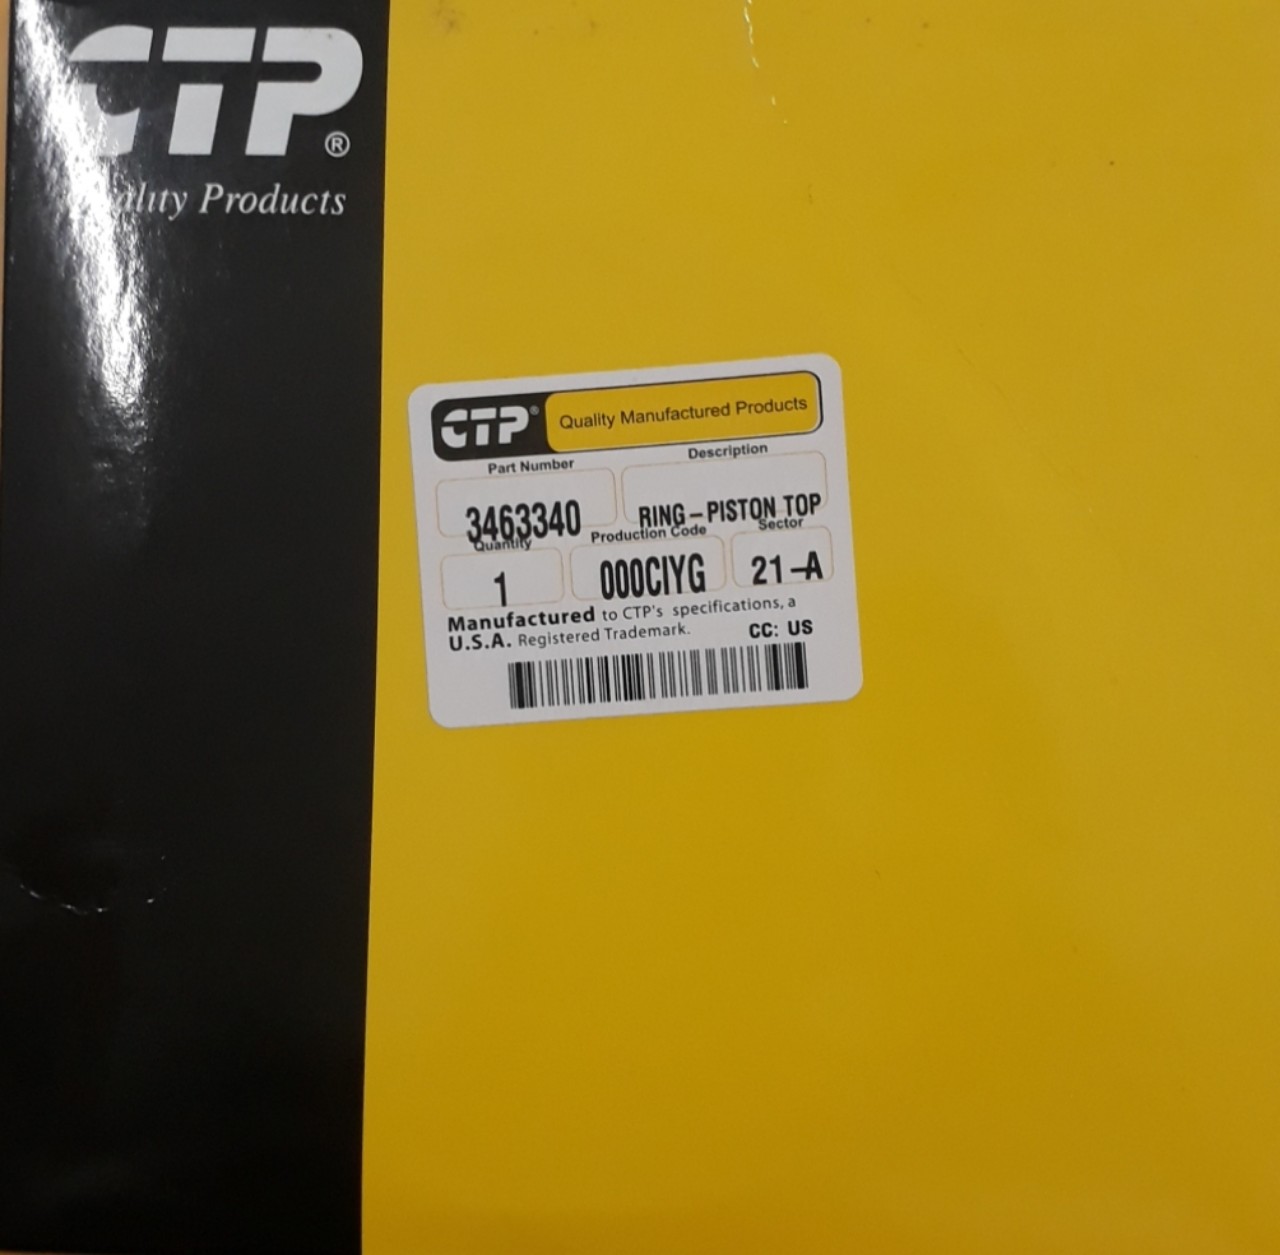 CTP®
Products
CTP® Quality Manufactured Products
Part Number Description
3463340 RING-PISTON TOP
Quantity Production Code Sector
1 000CIYG 21-A
Manufactured to CTP's specifications, a
U.S.A. Registered Trademark. CC: US